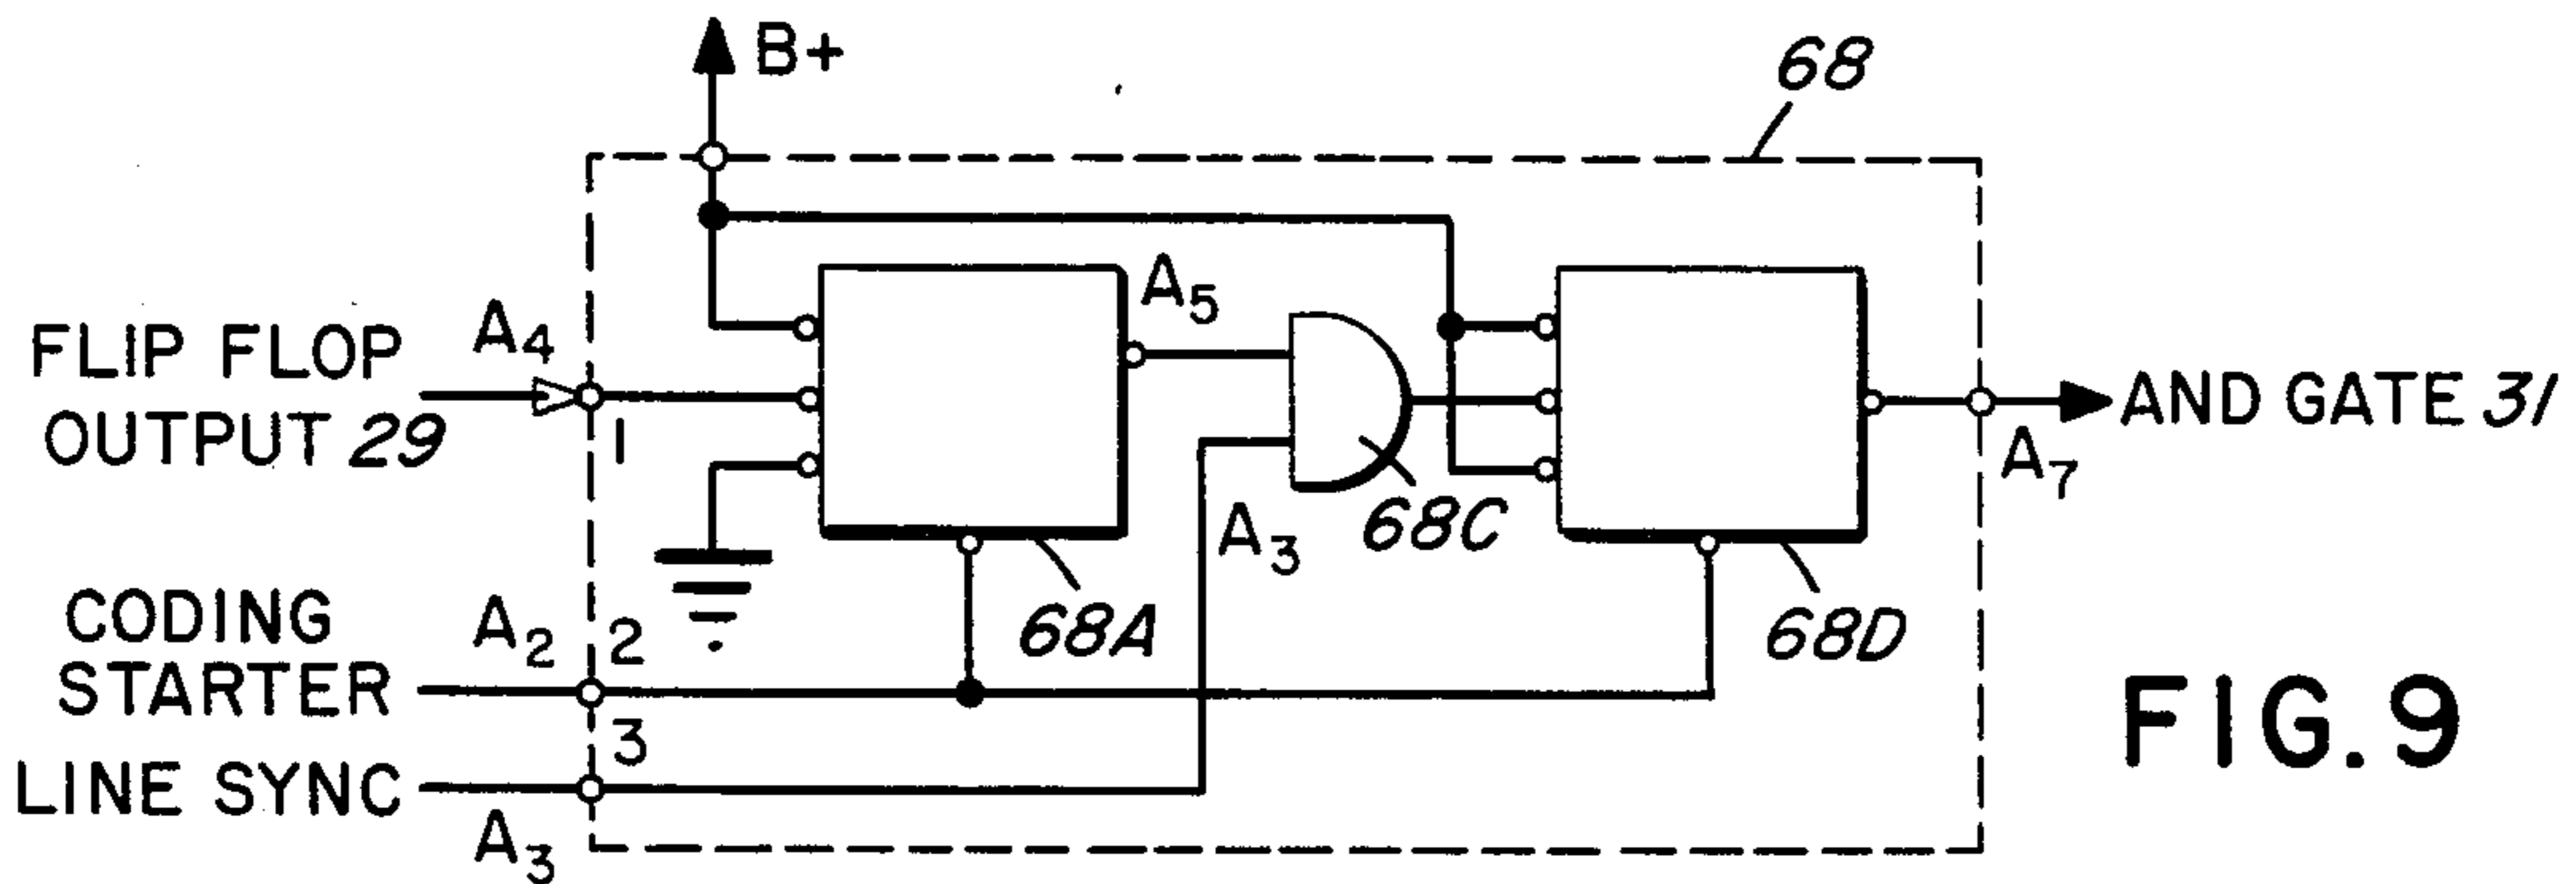 B+
68
A5
FLIP FLOP
OUTPUT 29
A4
1
AND GATE 31
A7
A3
68C
CODING
STARTER
A2
2
68A
68D
3
LINE SYNC
A3
FIG. 9